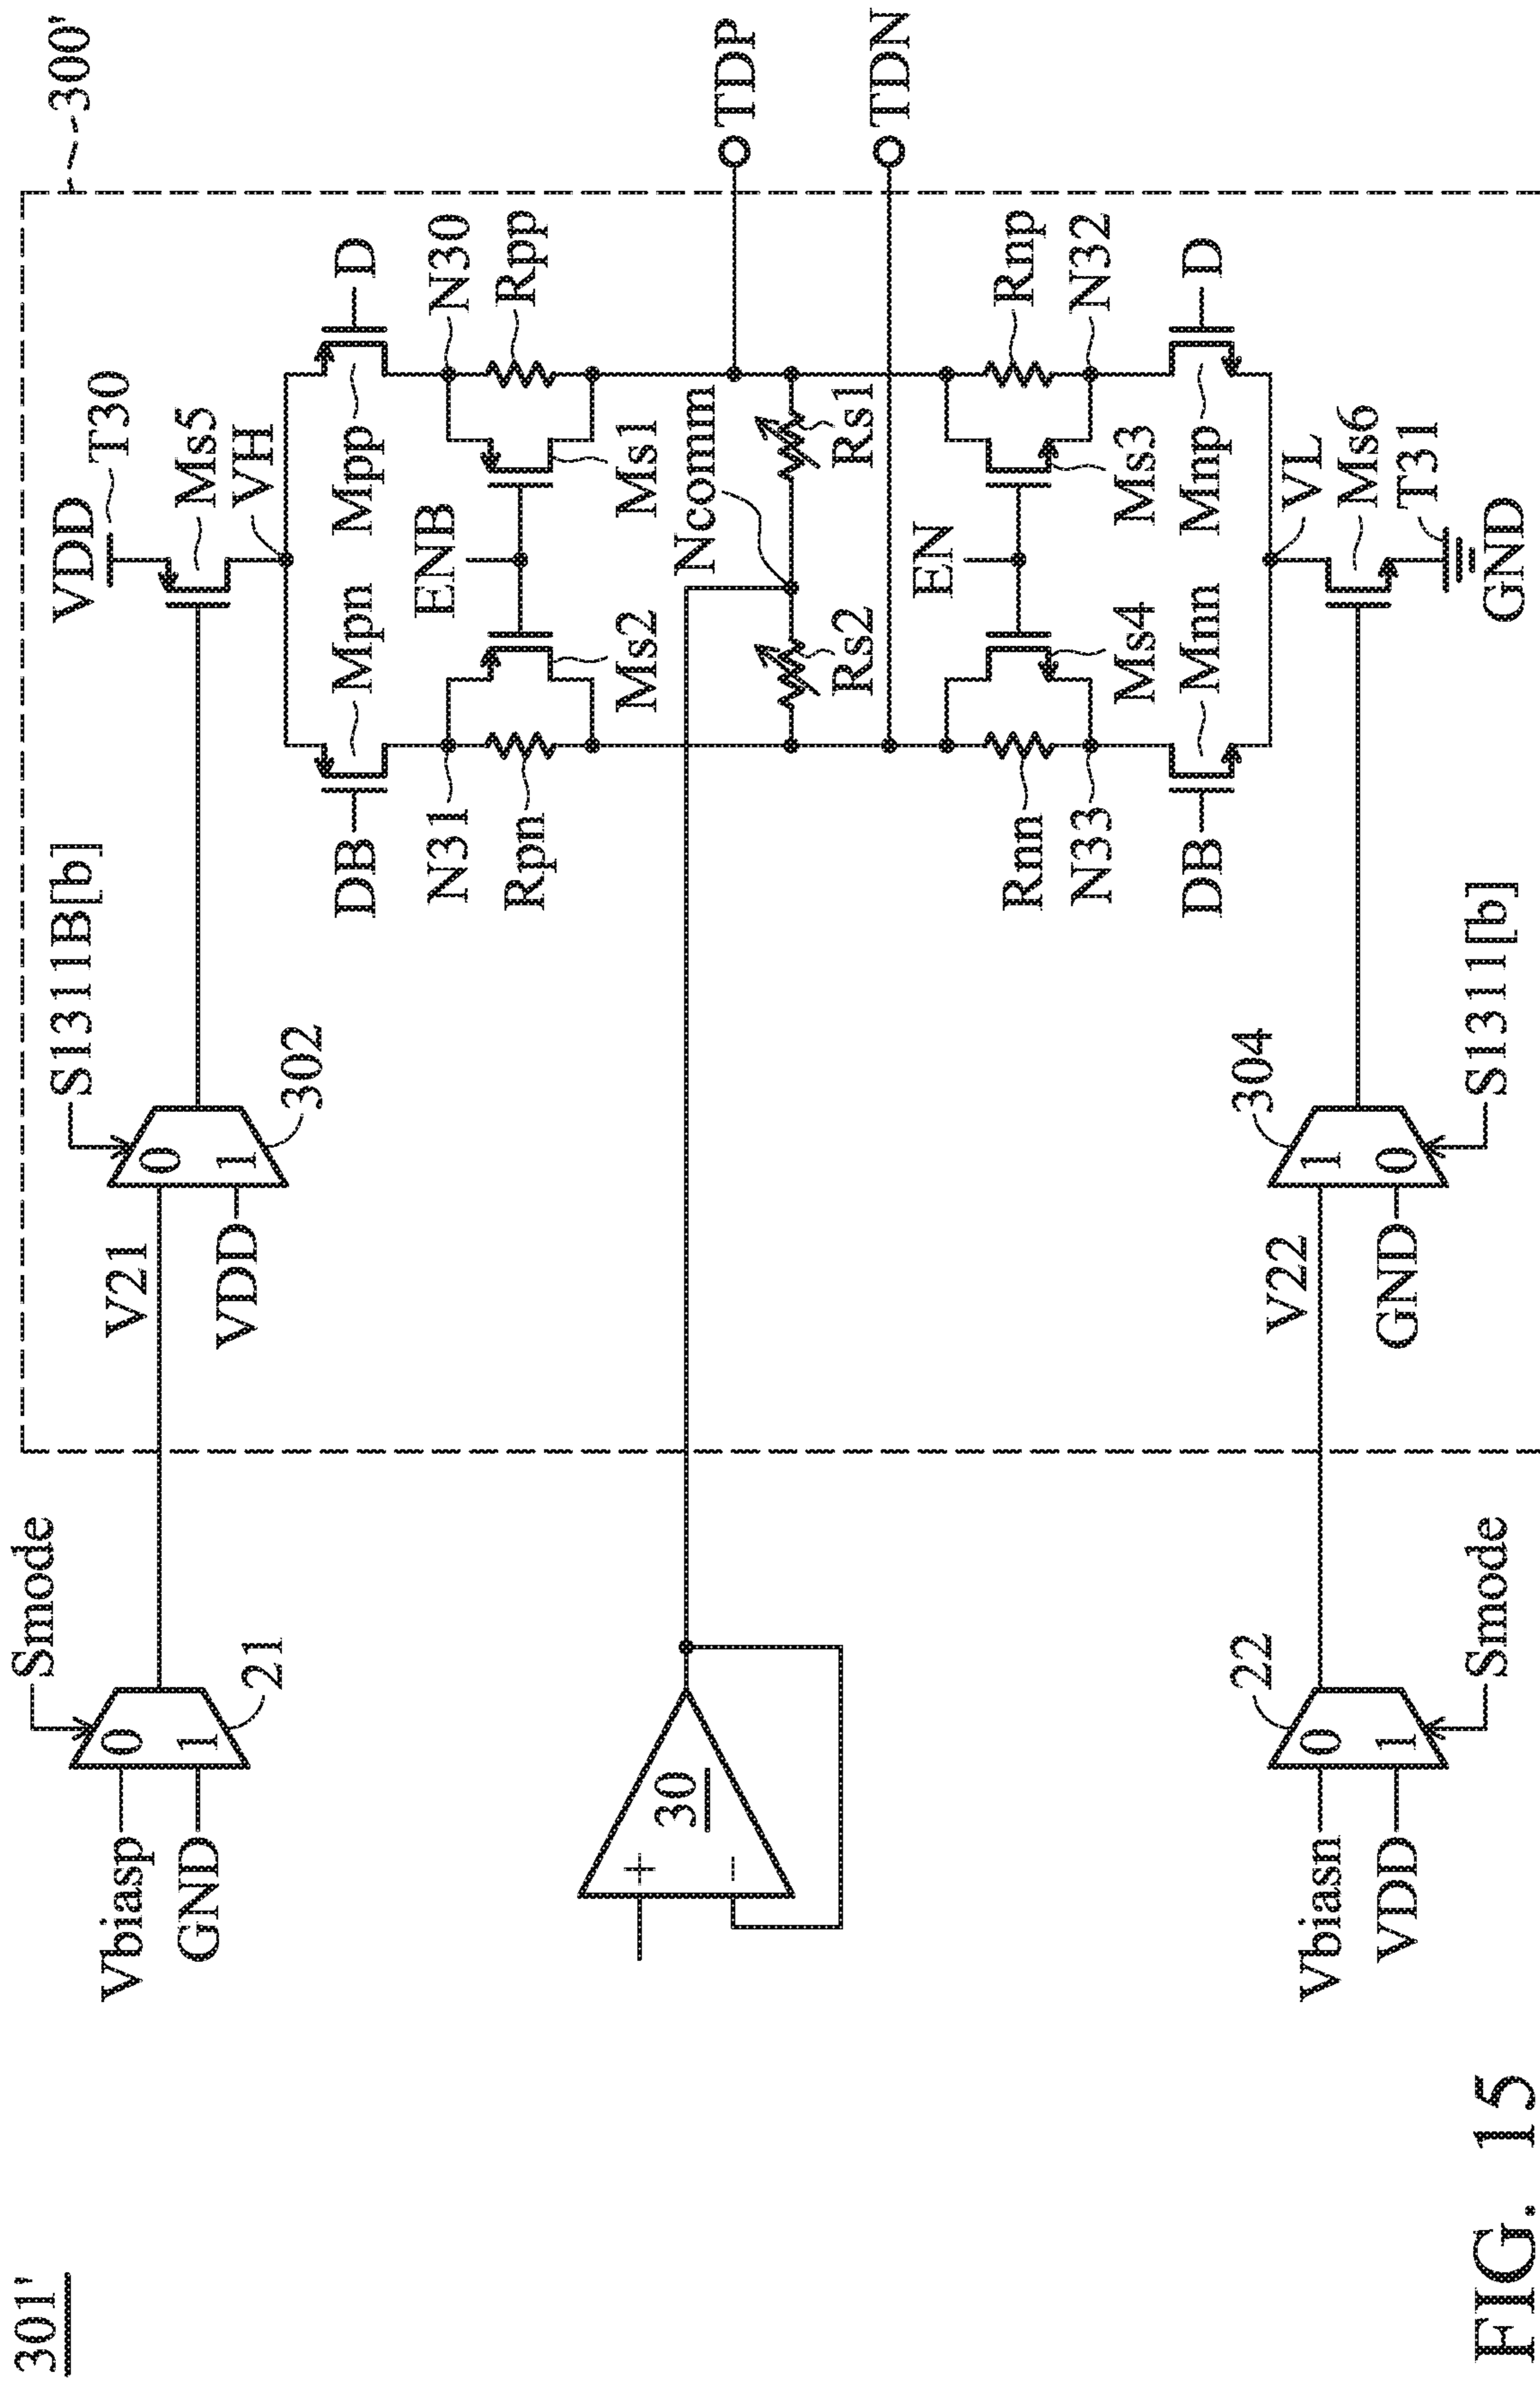 301'
300'
Smode
S1311B[b]
VDD
T30
Vbiasp
0
GND
1
21
V21
0
VDD
1
302
Ms5
VH
DB
Mpn
Mpp
D
N31
ENB
N30
Rpn
Rpp
Ms2
Ms1
Ncomm
TDP
30
+
-
Rs2
Rs1
TDN
EN
Rnn
Rnp
N33
N32
Ms4
Ms3
DB
Mnn
Mnp
D
22
304
VL
Vbiasn
0
V22
1
Ms6
VDD
1
GND
0
T31
Smode
S1311[b]
GND
FIG. 15